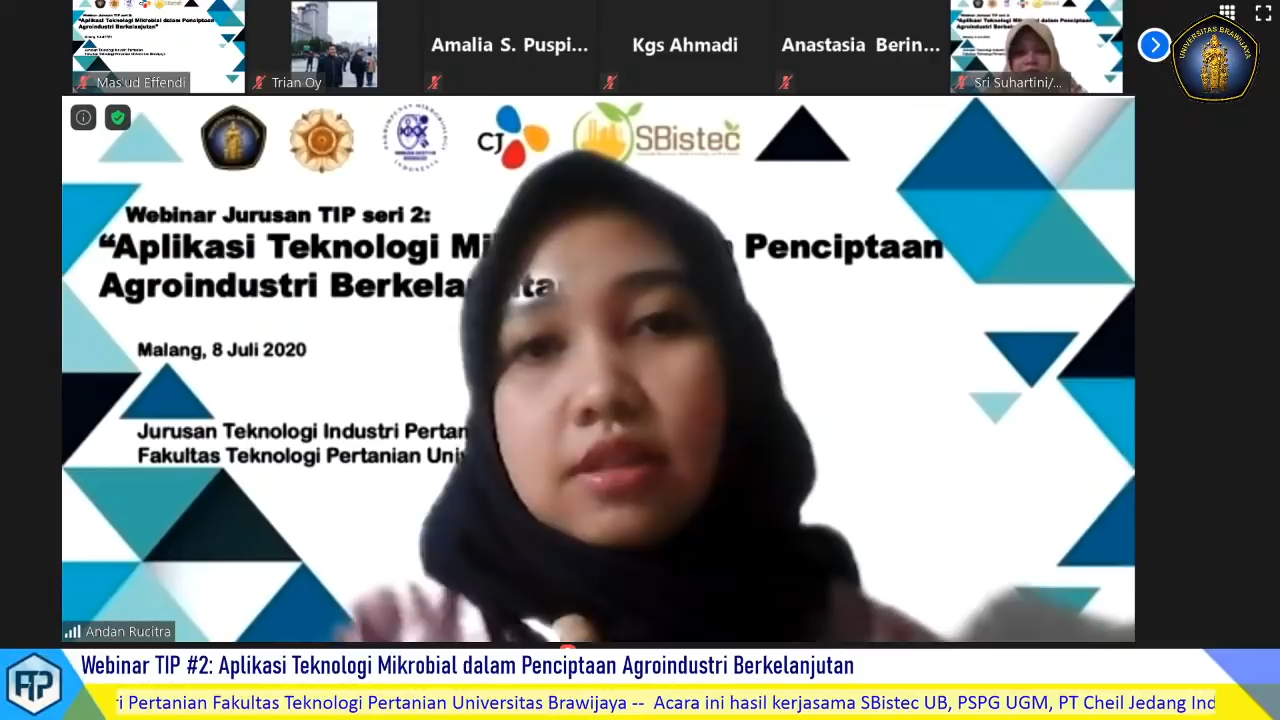 Mas ud Effendi
Trian Oy
Amalia S. Puspi...
Kgs Ahmadi
Sri Suhartini/...
CJ
SBistec
Webinar Jurusan TIP seri 2:
“Aplikasi Teknologi Mi Penciptaan
Agroindustri Berkela
Malang, 8 Juli 2020
Jurusan Teknologi Industri Pertan
Fakultas Teknologi Pertanian Univ
Andan Rucitra
Webinar TIP #2: Aplikasi Teknologi Mikrobial dalam Penciptaan Agroindustri Berkelanjutan
ri Pertanian Fakultas Teknologi Pertanian Universitas Brawijaya -- Acara ini hasil kerjasama SBistec UB, PSPG UGM, PT Cheil Jedang Ind